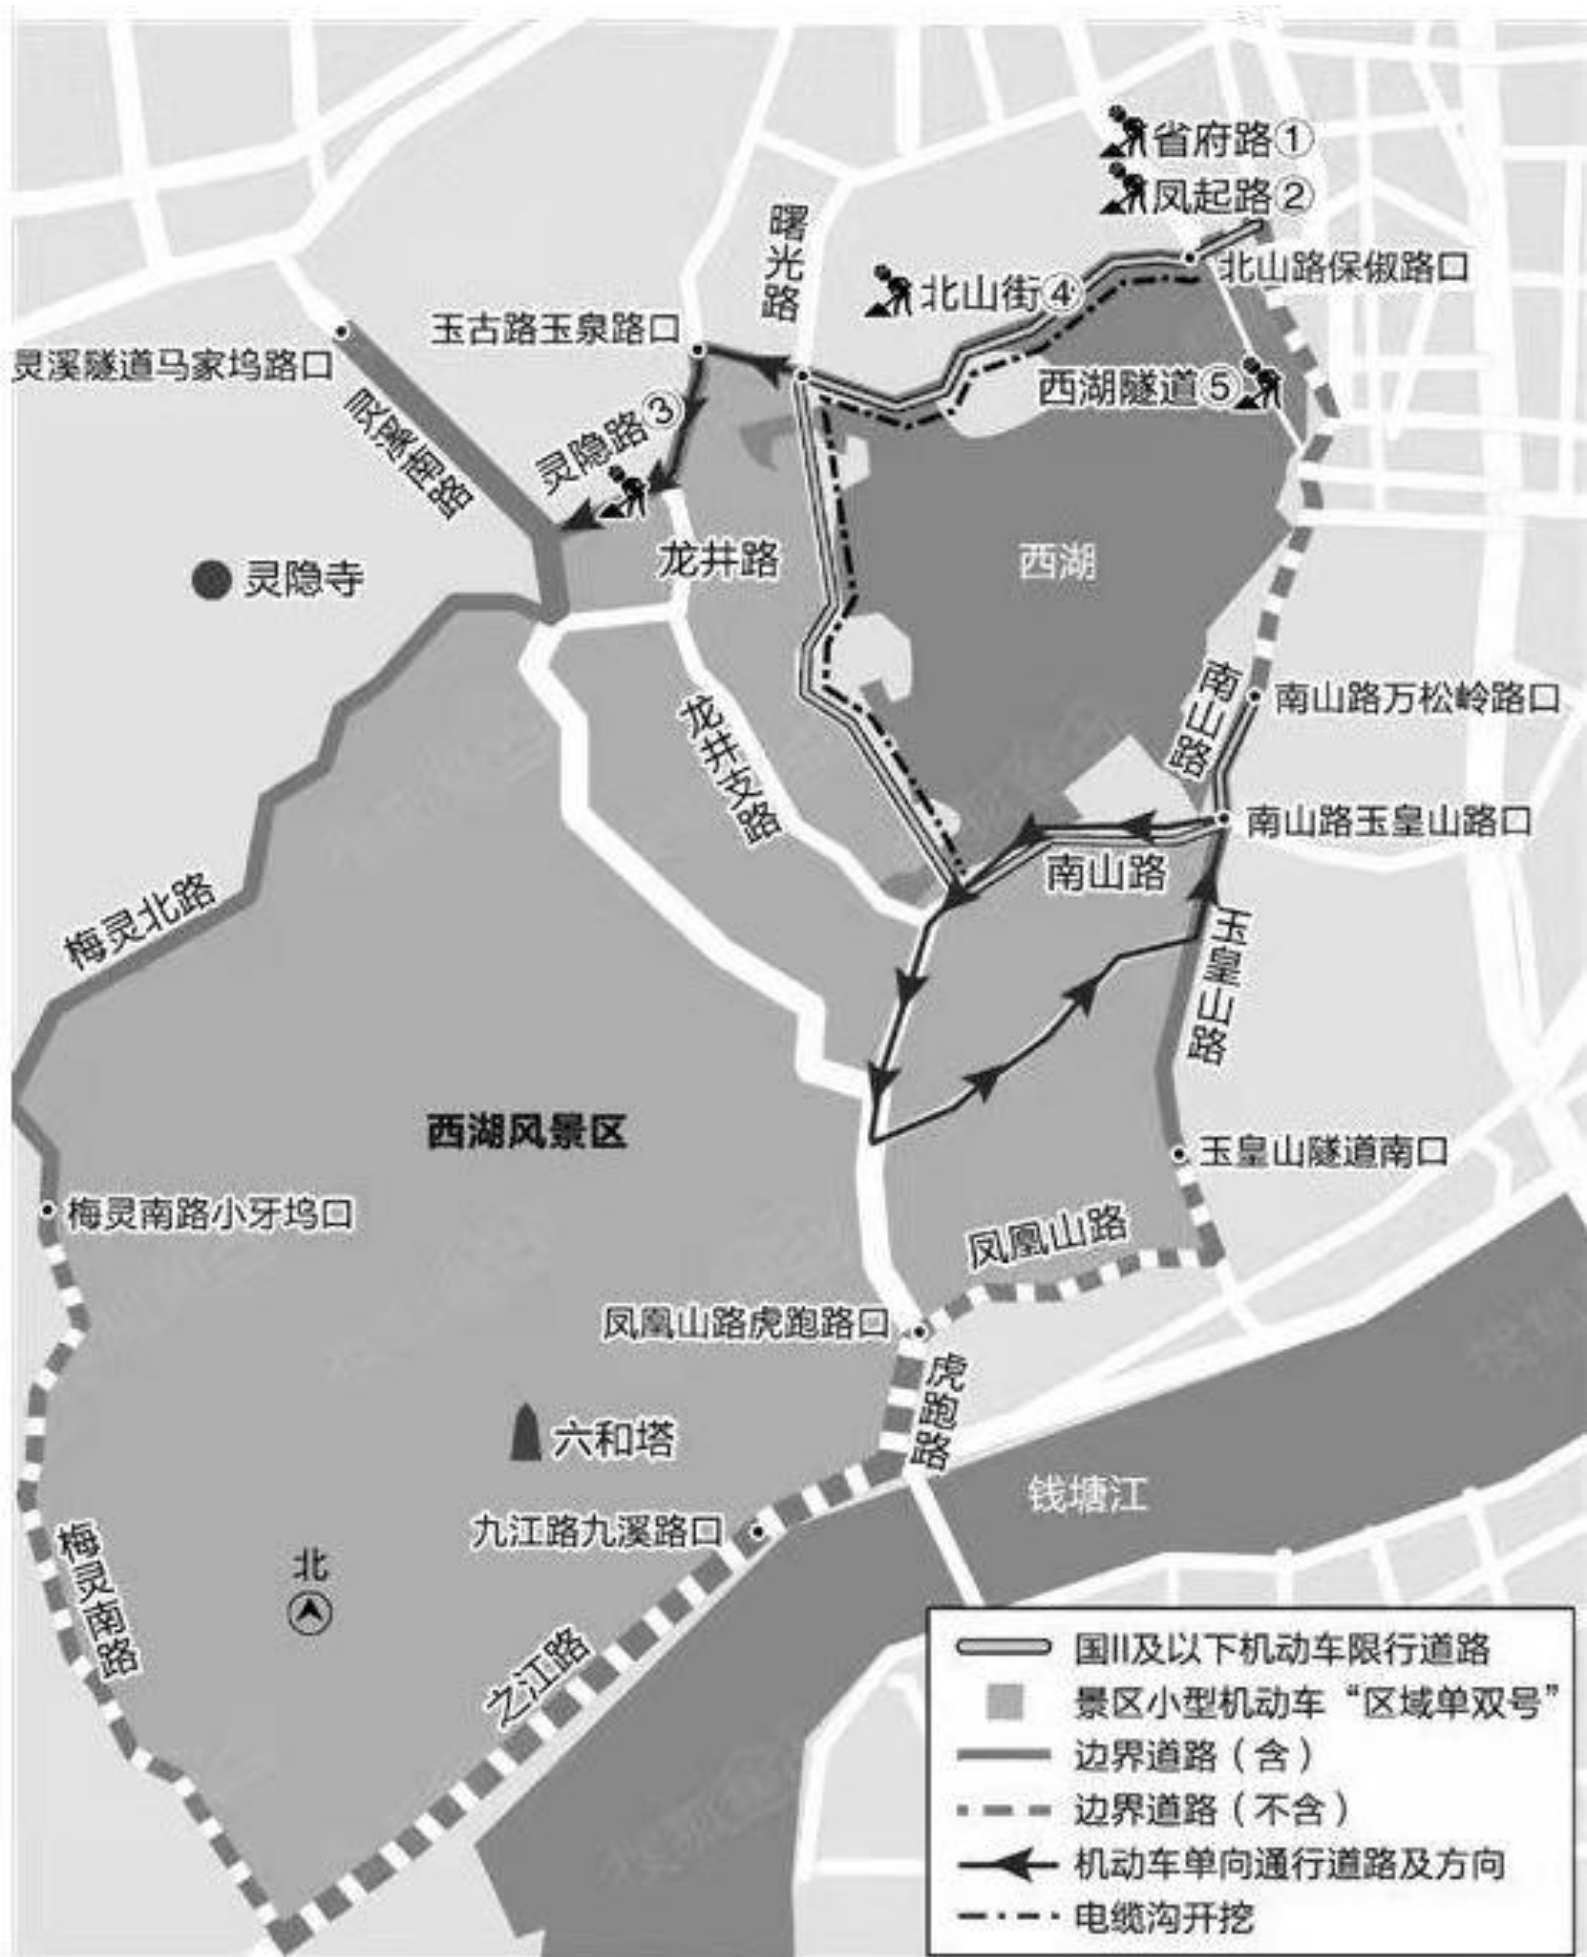 省府路①
凤起路②
曙光路
北山街④
北山路保俶路口
玉古路玉泉路口
灵溪隧道马家坞路口
西湖隧道⑤
灵隐路③
灵溪南路
西湖
龙井路
灵隐寺
南山路
南山路万松岭路口
龙井支路
南山路玉皇山路口
南山路
梅灵北路
玉皇山路
西湖风景区
玉皇山隧道南口
梅灵南路小牙坞口
凤凰山路
凤凰山路虎跑路口
虎跑路
六和塔
钱塘江
九江路九溪路口
北
梅灵南路
之江路
国II及以下机动车限行道路
景区小型机动车“区域单双号”
边界道路（含）
边界道路（不含）
机动车单向通行道路及方向
电缆沟开挖